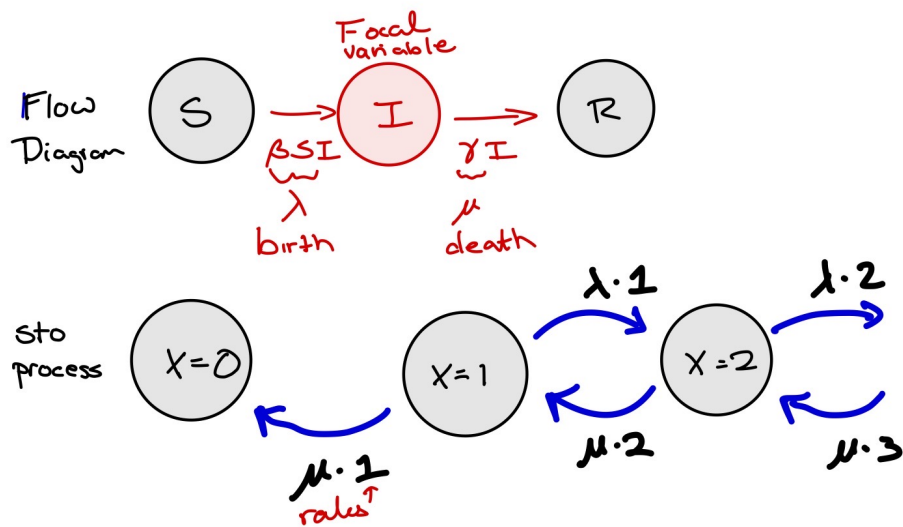 Focal
variable
Flow
Diagram
S
I
R
βSI
γI
λ
μ
birth
death
λ·1
λ·2
sto
process
X=0
X=1
X=2
μ·1
μ·2
μ·3
rates↑